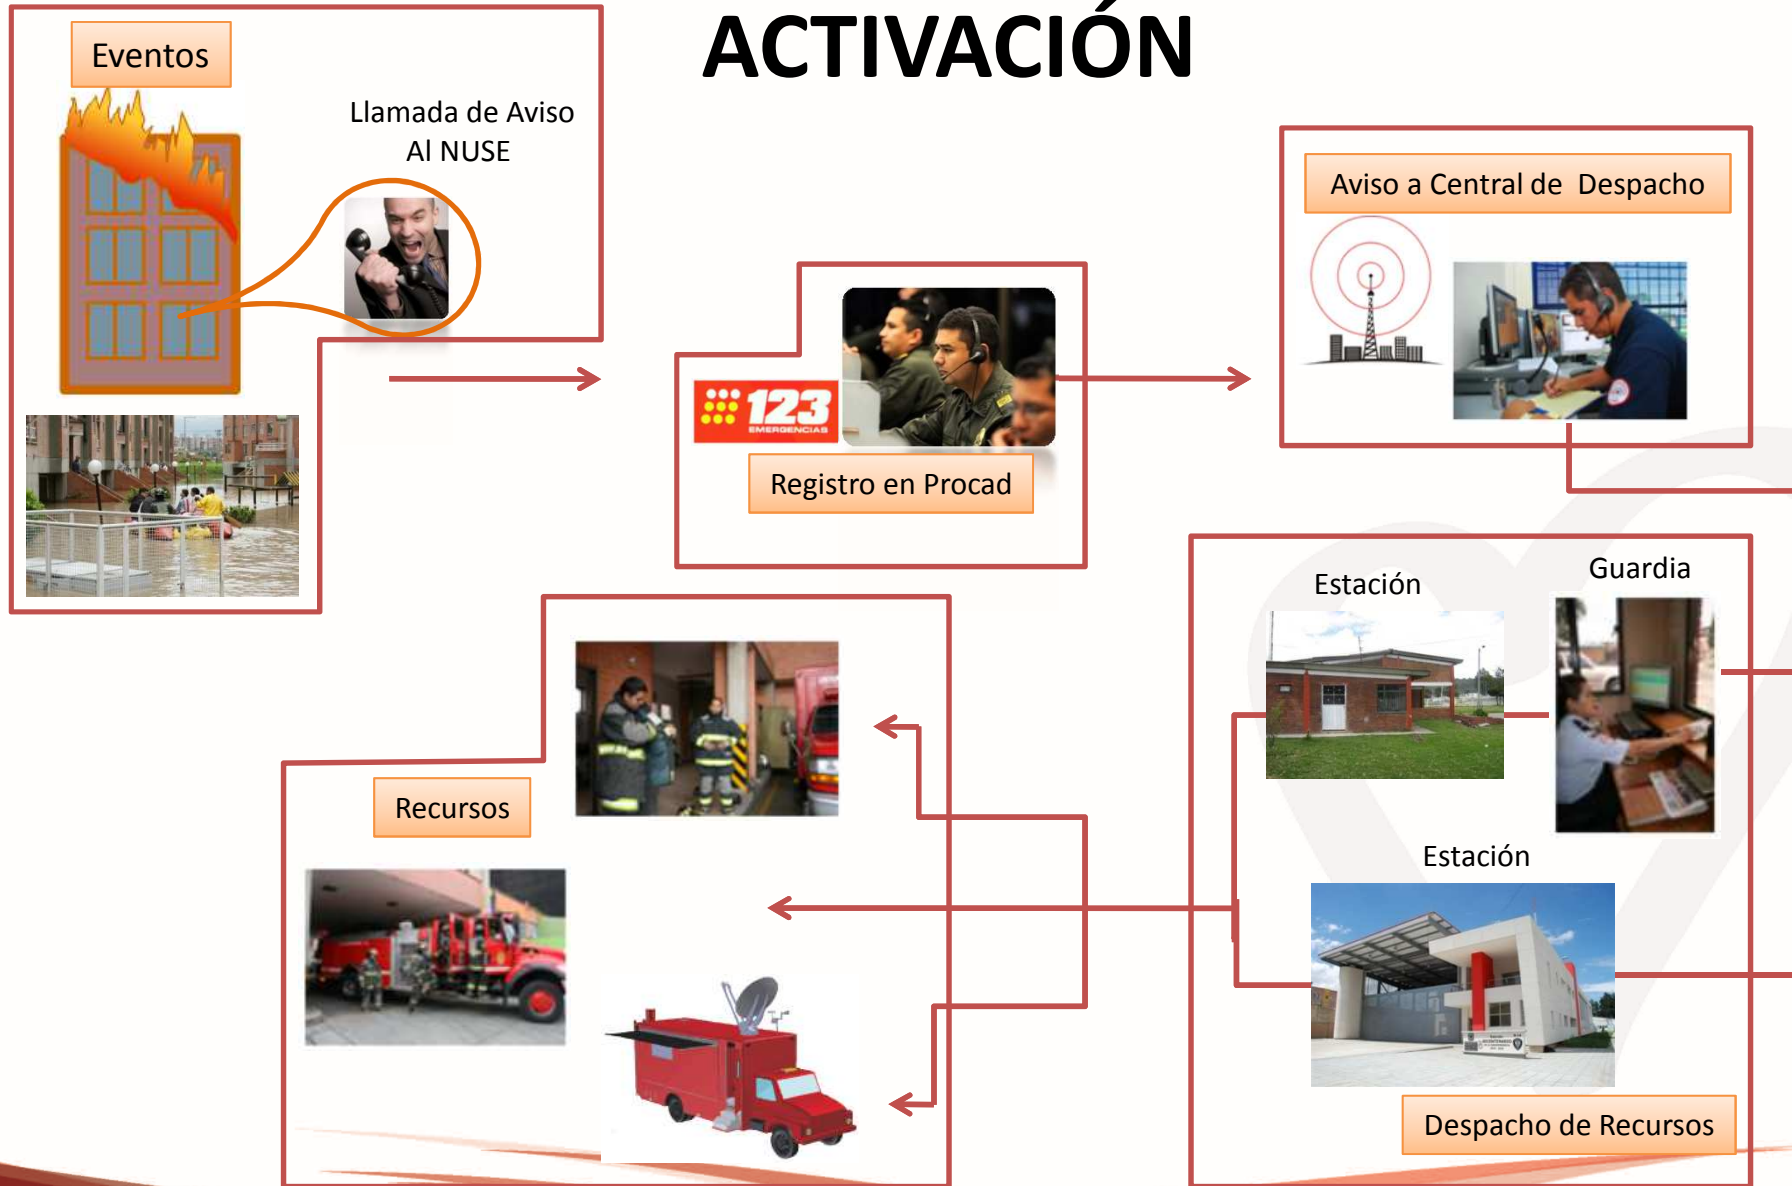 ACTIVACIÓN
Eventos
Llamada de Aviso
Al NUSE
123
EMERGENCIAS
Registro en Procad
Aviso a Central de Despacho
Estación
Guardia
Estación
Despacho de Recursos
Recursos